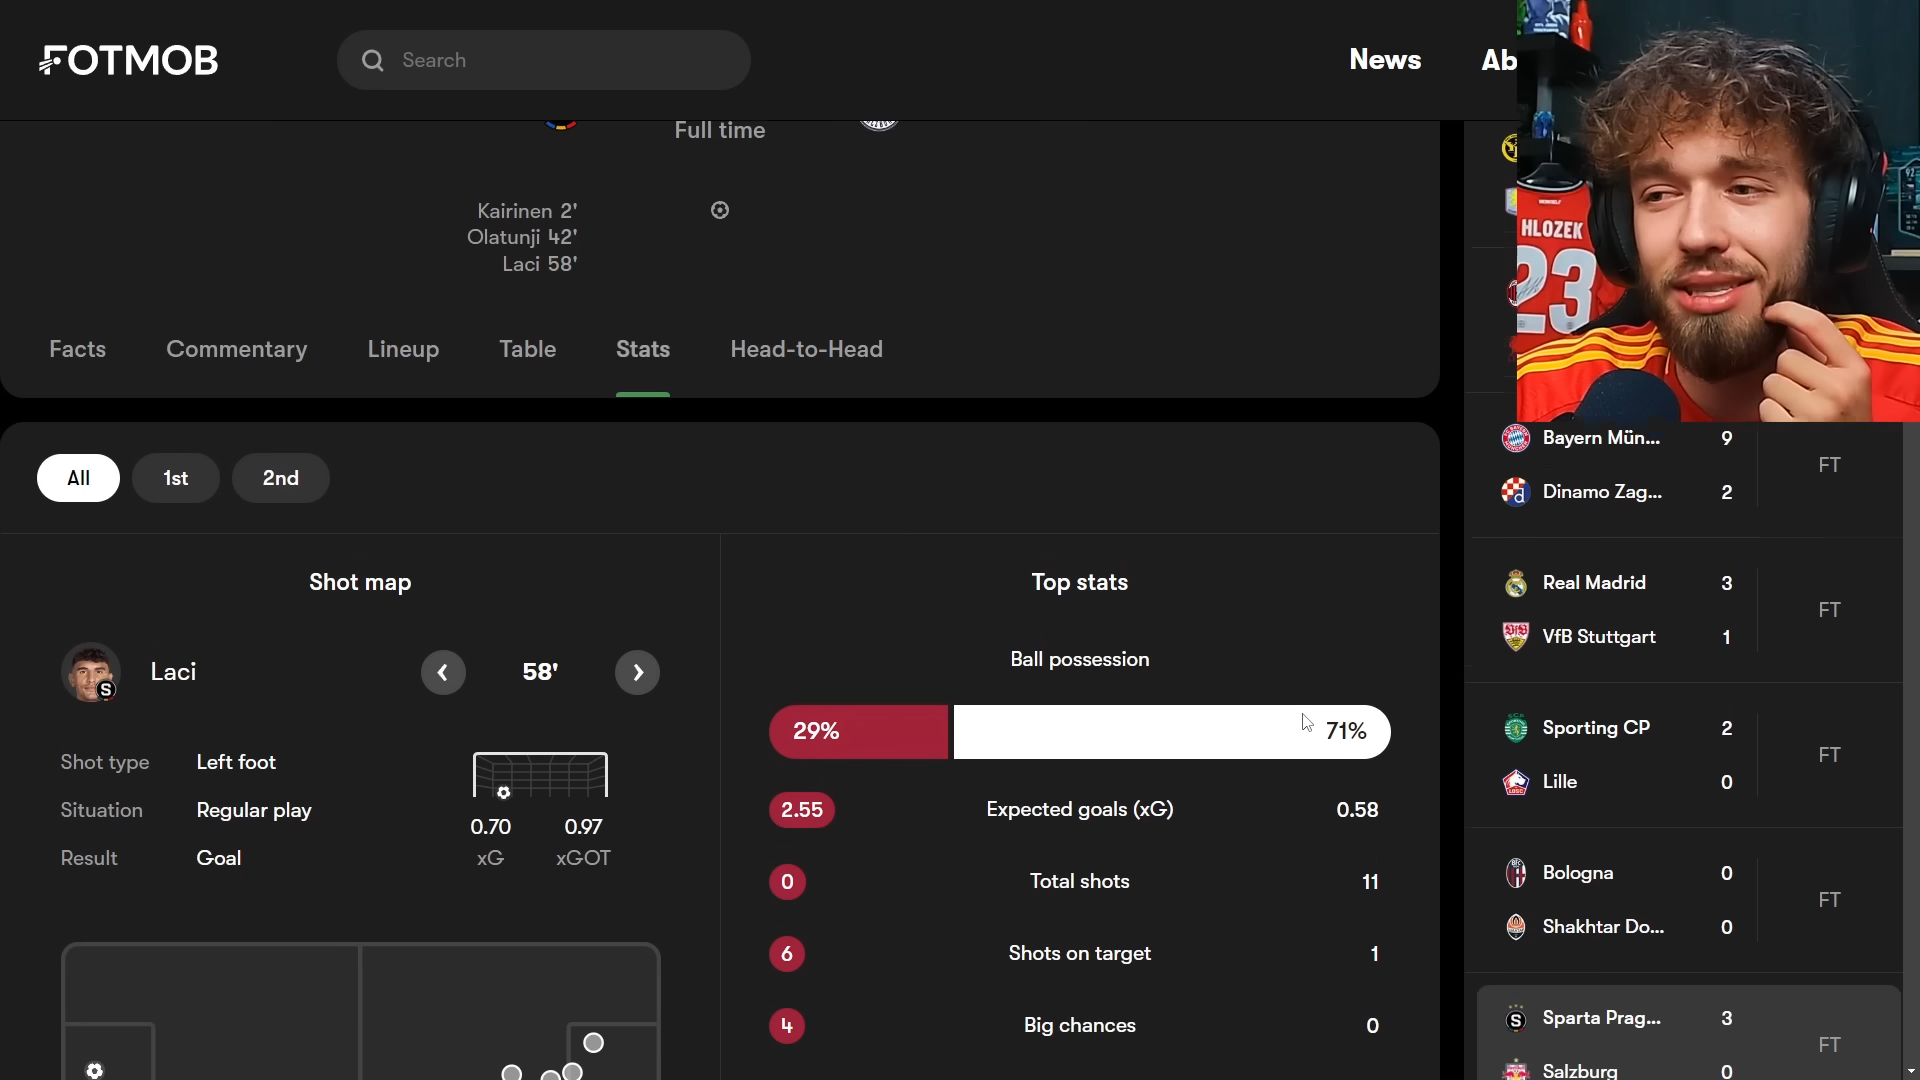 FOTMOB
Search
News
Ab
Full time
Kairinen 2'
Olatunji 42'
Laci 58'
Facts
Commentary
Lineup
Table
Stats
Head-to-Head
All
1st
2nd
Shot map
Laci
58'
Shot type
Left foot
Situation
Regular play
Result
Goal
0.70
0.97
xG
xGOT
Top stats
Ball possession
29%
71%
2.55
Expected goals (xG)
0.58
0
Total shots
11
6
Shots on target
1
4
Big chances
0
HLOZEK
23
92
Bayern Mün...
9
Dinamo Zag...
2
FT
Real Madrid
3
VfB Stuttgart
1
FT
Sporting CP
2
Lille
0
FT
Bologna
0
Shakhtar Do...
0
FT
Sparta Prag...
3
Salzburg
0
FT